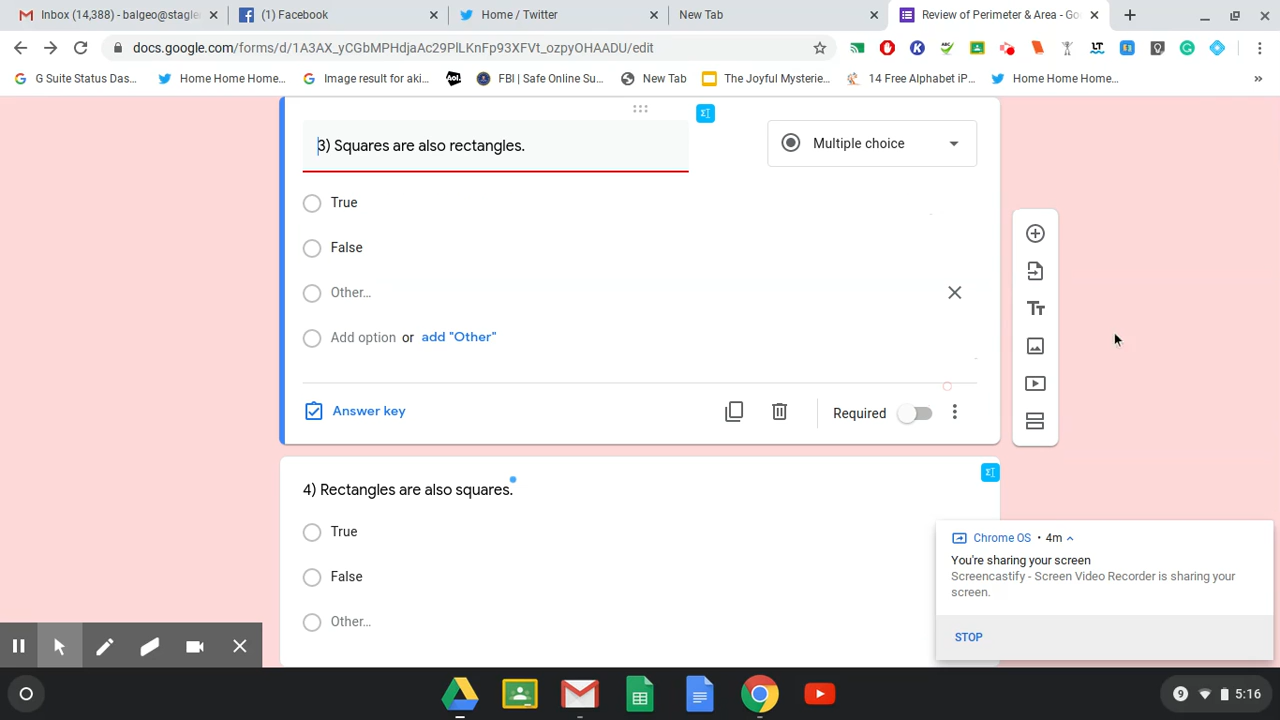 Inbox (14,388) - balgeo@stagler
(1) Facebook
Home / Twitter
New Tab
Review of Perimeter & Area - Goo
docs.google.com/forms/d/1A3AX_yCGbMPHdjaAc29PlLKnFp93XFVt_ozpyOHAADU/edit
G Suite Status Das...
Home Home Home...
Image result for aki...
Aol.
FBI | Safe Online Su...
New Tab
The Joyful Mysterie...
14 Free Alphabet iP...
Home Home Home...
»
3) Squares are also rectangles.
Multiple choice
True
False
Other...
Add option or add "Other"
Answer key
Required
4) Rectangles are also squares.
True
False
Other...
Chrome OS • 4m
You're sharing your screen
Screencastify - Screen Video Recorder is sharing your
screen.
STOP
9 5:16